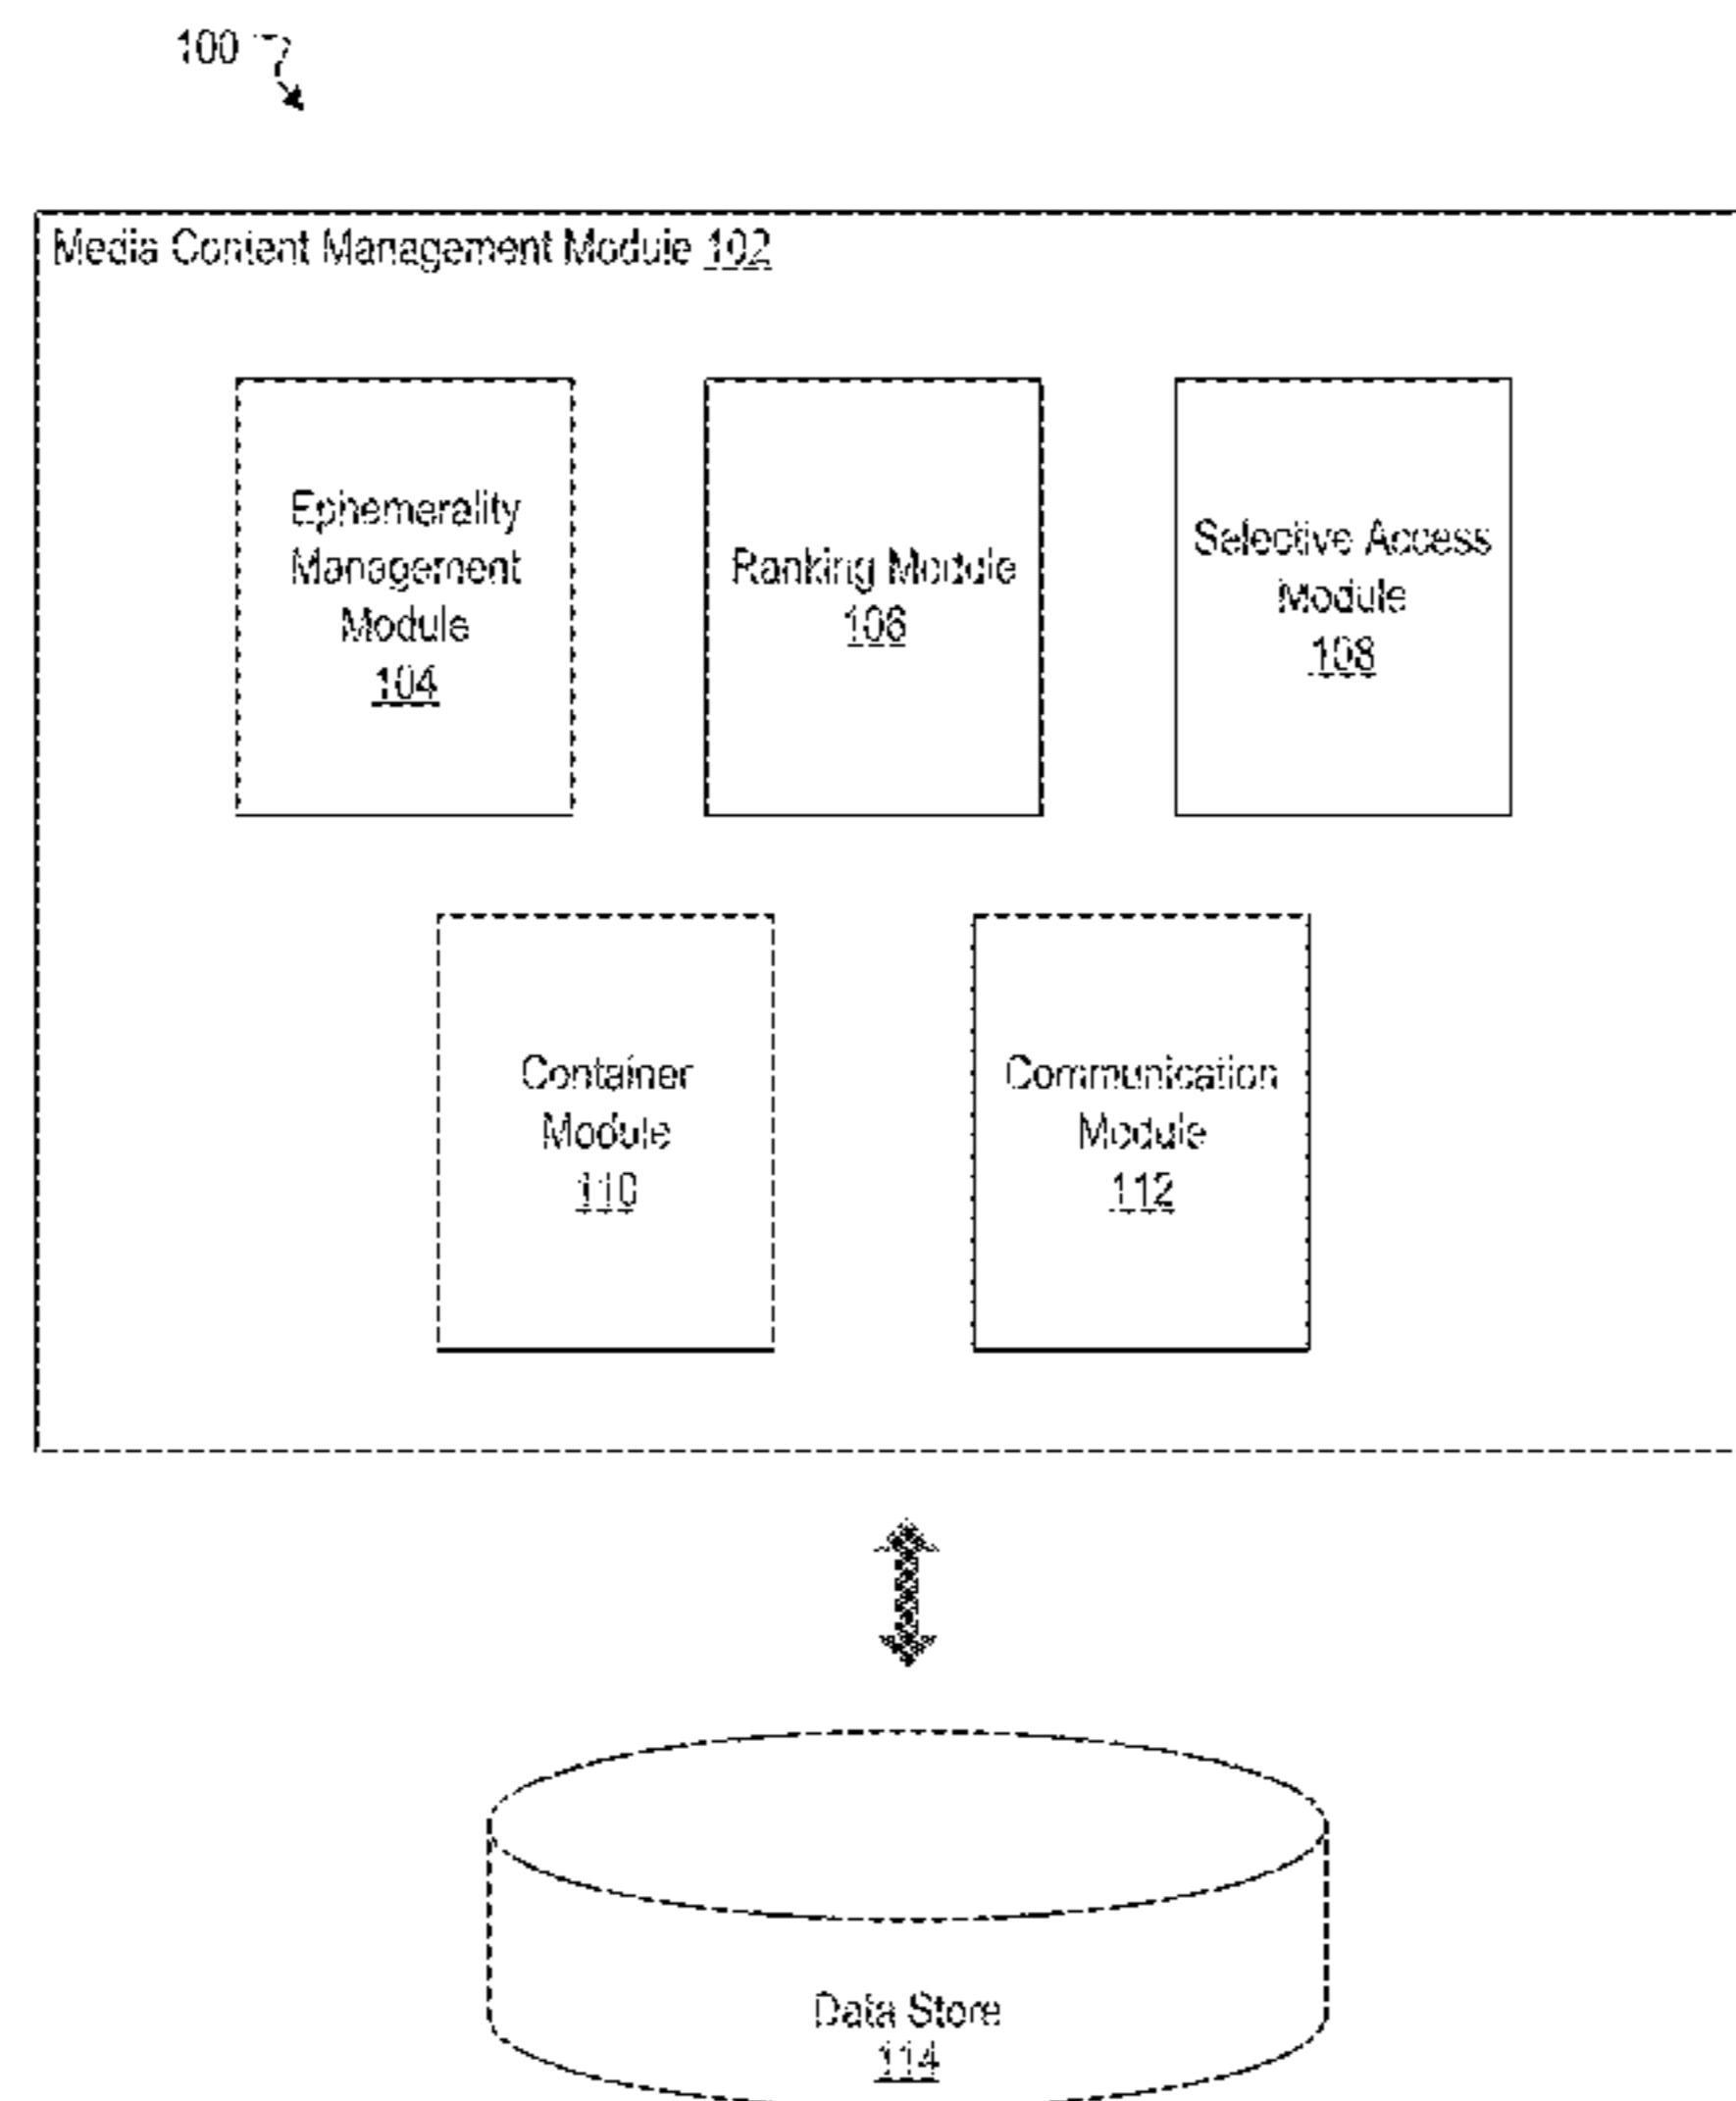 100
Media Content Management Module 102
Ephemerality
Management
Module
104
Ranking Module
106
Selective Access
Module
108
Container
Module
110
Communication
Module
112
Data Store
114